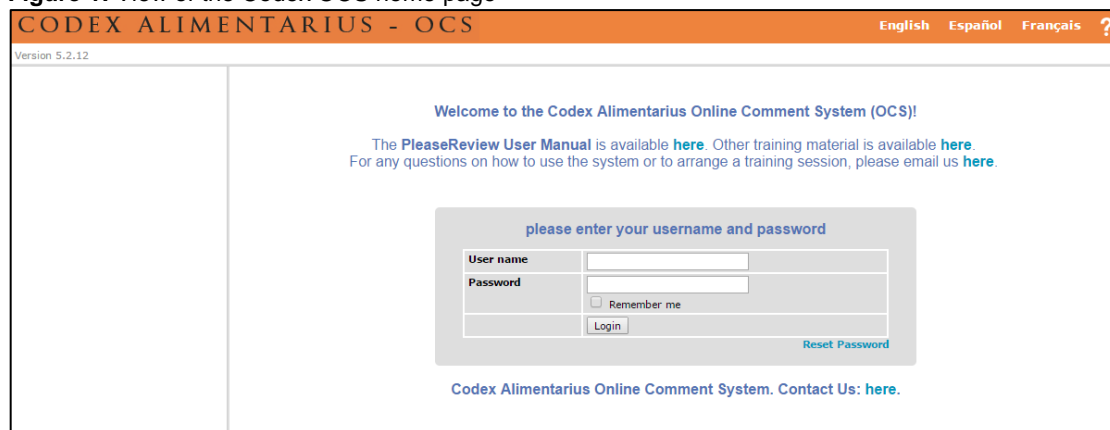 Figure 1: View of the Codex OCS home page
CODEX ALIMENTARIUS - OCS
English Español Français ?
Version 5.2.12
Welcome to the Codex Alimentarius Online Comment System (OCS)!
The PleaseReview User Manual is available here. Other training material is available here.
For any questions on how to use the system or to arrange a training session, please email us here.
please enter your username and password
User name
Password
Remember me
Login
Reset Password
Codex Alimentarius Online Comment System. Contact Us: here.